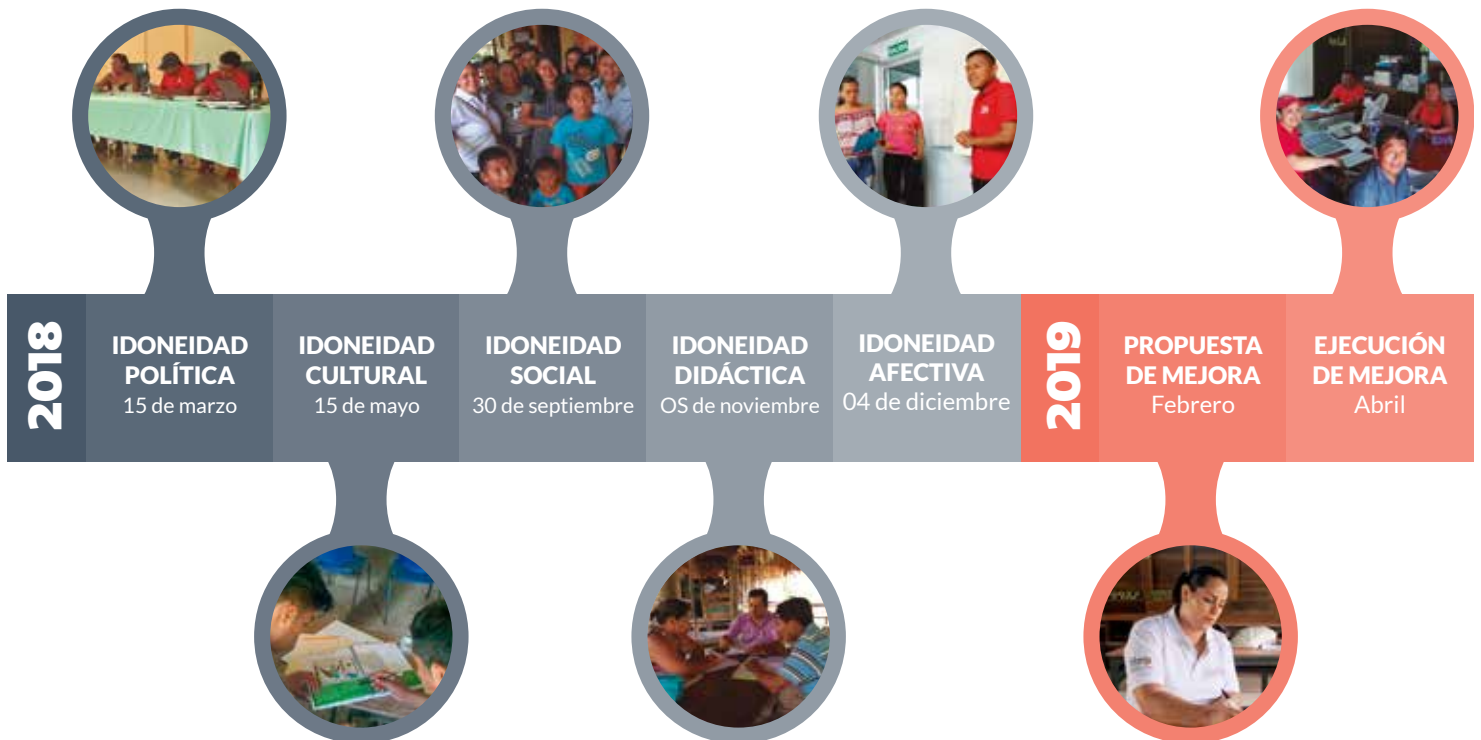 2018
IDONEIDAD
POLÍTICA
15 de marzo
IDONEIDAD
CULTURAL
15 de mayo
IDONEIDAD
SOCIAL
30 de septiembre
IDONEIDAD
DIDÁCTICA
OS de noviembre
IDONEIDAD
AFECTIVA
04 de diciembre
2019
PROPUESTA
DE MEJORA
Febrero
EJECUCIÓN
DE MEJORA
Abril